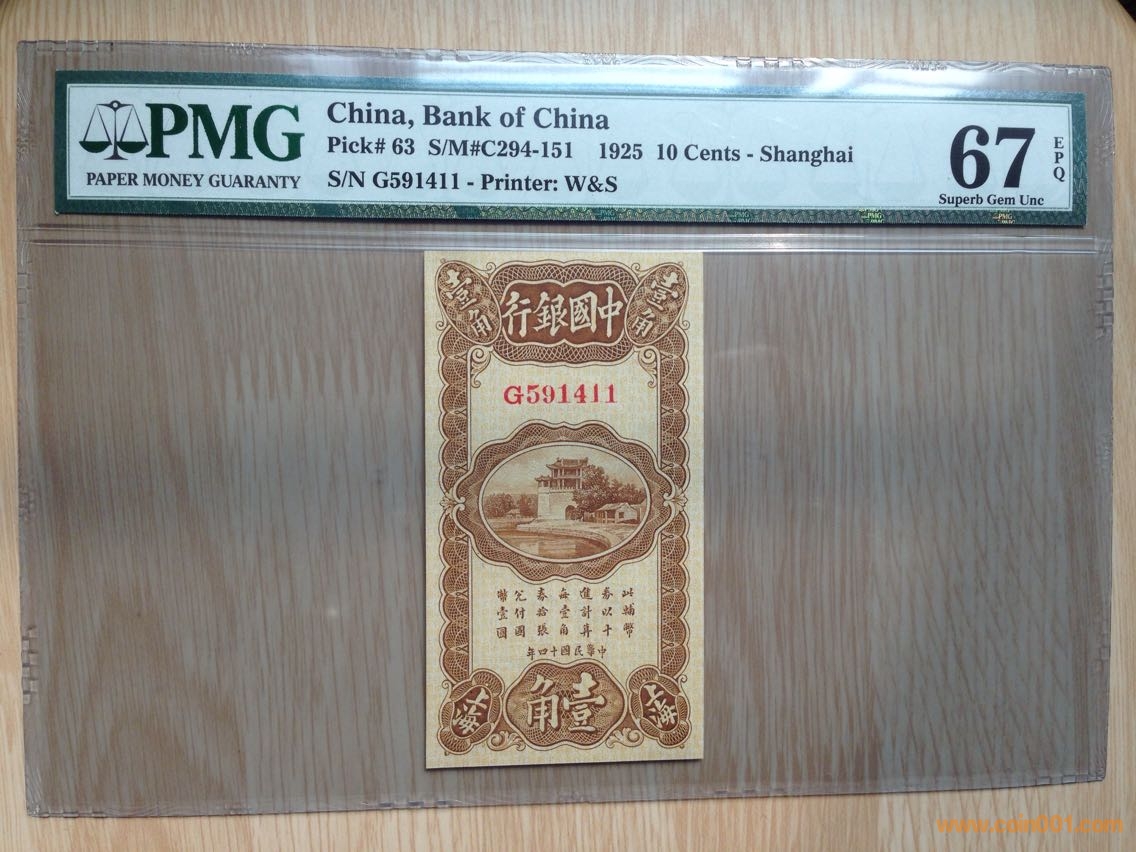 PMG
PAPER MONEY GUARANTY
China, Bank of China
Pick# 63 S/M#C294-151 1925 10 Cents - Shanghai
S/N G591411 - Printer: W&S
67
EPQ
Superb Gem Unc
壹角
行銀國中
壹角
G591411
此輔幣
券以十
進計算
每壹角
券拾張
兌付國
幣壹圓
年四十國民華中
上海
角壹
上海
www.coin001.com